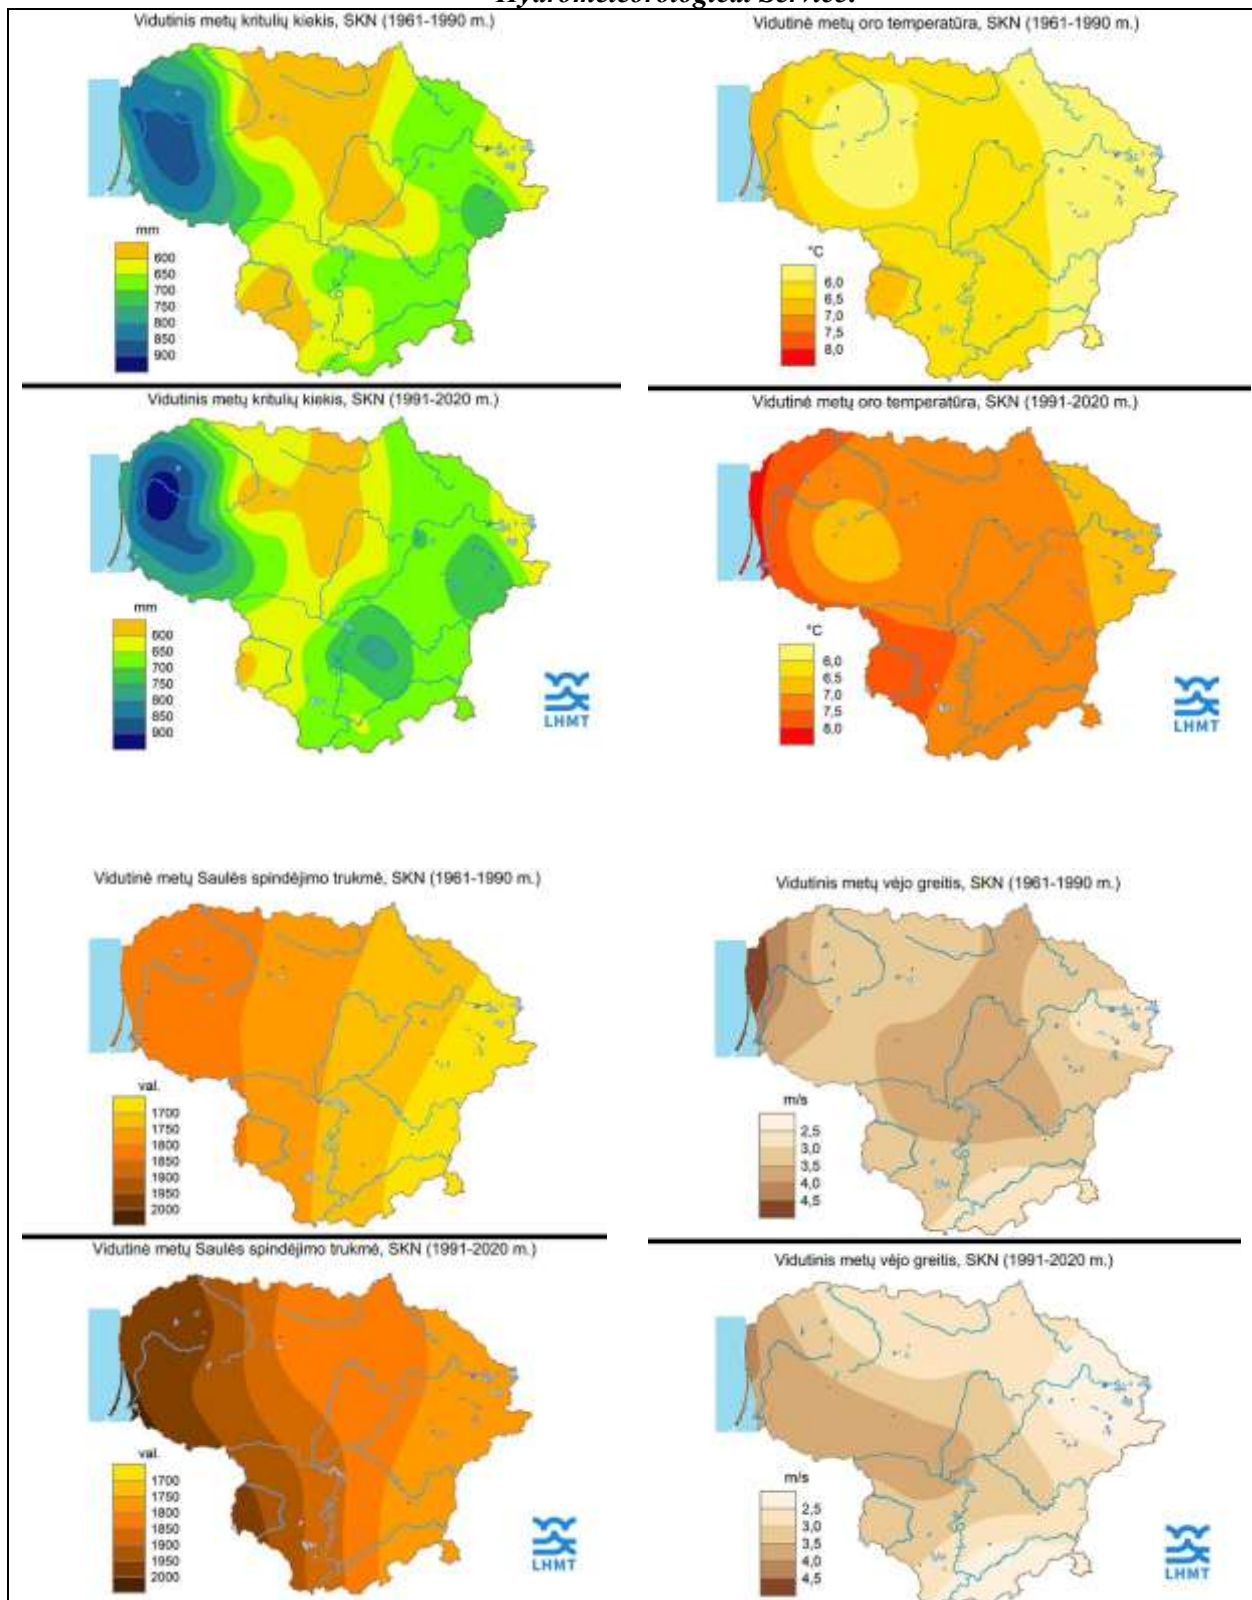 Hydrometeorological Service.
Vidutinis metų kritulių kiekis, SKN (1961-1990 m.)
mm
600
650
700
750
800
850
900
Vidutinė metų oro temperatūra, SKN (1961-1990 m.)
°C
6,0
6,5
7,0
7,5
8,0
Vidutinis metų kritulių kiekis, SKN (1991-2020 m.)
mm
600
650
700
750
800
850
900
LHMT
Vidutinė metų oro temperatūra, SKN (1991-2020 m.)
°C
6,0
6,5
7,0
7,5
8,0
LHMT
Vidutinė metų Saulės spindėjimo trukmė, SKN (1961-1990 m.)
val.
1700
1750
1800
1850
1900
1950
2000
Vidutinis metų vėjo greitis, SKN (1961-1990 m.)
m/s
2,5
3,0
3,5
4,0
4,5
Vidutinė metų Saulės spindėjimo trukmė, SKN (1991-2020 m.)
val.
1700
1750
1800
1850
1900
1950
2000
LHMT
Vidutinis metų vėjo greitis, SKN (1991-2020 m.)
m/s
2,5
3,0
3,5
4,0
4,5
LHMT